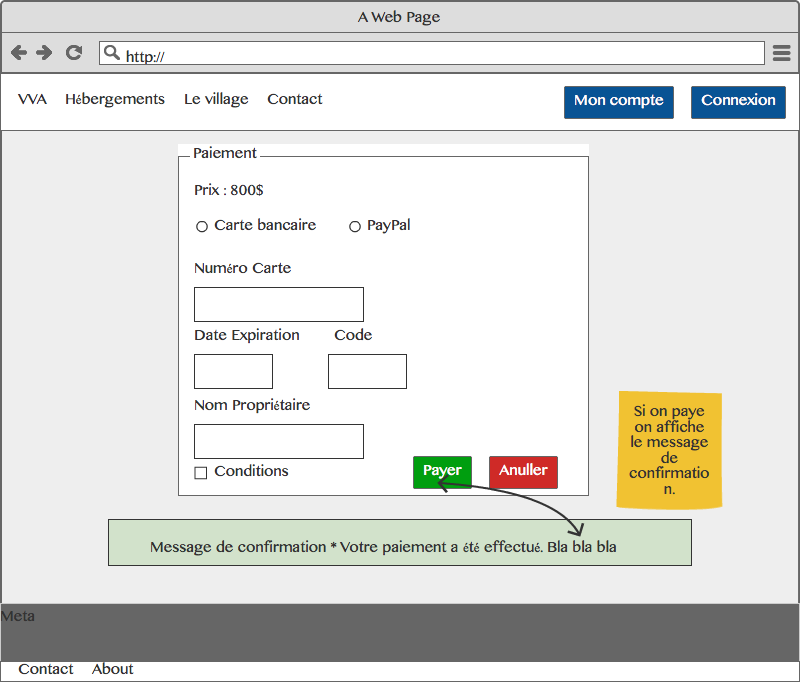 A Web Page
http://
VVA Hébergements Le village Contact Mon compte Connexion
Paiement
Prix : 800$
Carte bancaire PayPal
Numéro Carte
Date Expiration Code
Nom Propriétaire
Conditions
Payer Anuller
Si on paye
on affiche
le message
de
confirmatio
n.
Message de confirmation * Votre paiement a été effectué. Bla bla bla
Meta
Contact About